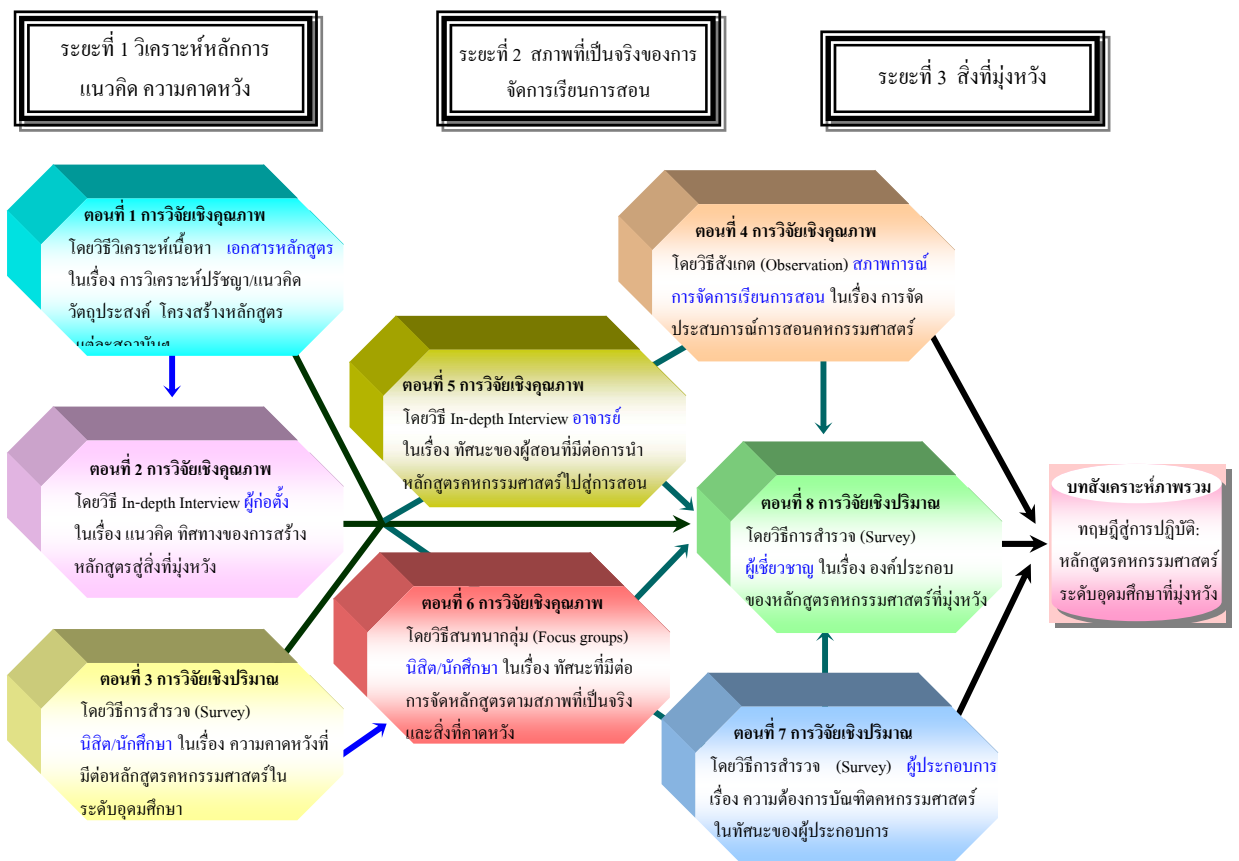 ระยะที่ 1 วิเคราะห์หลักการ
แนวคิด ความคาดหวัง
ระยะที่ 2 สภาพที่เป็นจริงของการ
จัดการเรียนการสอน
ระยะที่ 3 สิ่งที่มุ่งหวัง
ตอนที่ 1 การวิจัยเชิงคุณภาพ
โดยวิธีวิเคราะห์เนื้อหา เอกสารหลักสูตร
ในเรื่อง การวิเคราะห์ปรัชญา/แนวคิด
วัตถุประสงค์ โครงสร้างหลักสูตร
แต่ละสถาบันฯ
ตอนที่ 2 การวิจัยเชิงคุณภาพ
โดยวิธี In-depth Interview ผู้ก่อตั้ง
ในเรื่อง แนวคิด ทิศทางของการสร้าง
หลักสูตรสู่สิ่งที่มุ่งหวัง
ตอนที่ 3 การวิจัยเชิงปริมาณ
โดยวิธีการสำรวจ (Survey)
นิสิต/นักศึกษา ในเรื่อง ความคาดหวังที่
มีต่อหลักสูตรคหกรรมศาสตร์ใน
ระดับอุดมศึกษา
ตอนที่ 4 การวิจัยเชิงคุณภาพ
โดยวิธีสังเกต (Observation) สภาพการณ์
การจัดการเรียนการสอน ในเรื่อง การจัด
ประสบการณ์การสอนคหกรรมศาสตร์
ตอนที่ 5 การวิจัยเชิงคุณภาพ
โดยวิธี In-depth Interview อาจารย์
ในเรื่อง ทัศนะของผู้สอนที่มีต่อการนำ
หลักสูตรคหกรรมศาสตร์ไปสู่การสอน
ตอนที่ 6 การวิจัยเชิงคุณภาพ
โดยวิธีสนทนากลุ่ม (Focus groups)
นิสิต/นักศึกษา ในเรื่อง ทัศนะที่มีต่อ
การจัดหลักสูตรตามสภาพที่เป็นจริง
และสิ่งที่คาดหวัง
ตอนที่ 7 การวิจัยเชิงปริมาณ
โดยวิธีการสำรวจ (Survey) ผู้ประกอบการ
เรื่อง ความต้องการบัณฑิตคหกรรมศาสตร์
ในทัศนะของผู้ประกอบการ
ตอนที่ 8 การวิจัยเชิงปริมาณ
โดยวิธีการสำรวจ (Survey)
ผู้เชี่ยวชาญ ในเรื่อง องค์ประกอบ
ของหลักสูตรคหกรรมศาสตร์ที่มุ่งหวัง
บทสังเคราะห์ภาพรวม
ทฤษฎีสู่การปฏิบัติ:
หลักสูตรคหกรรมศาสตร์
ระดับอุดมศึกษาที่มุ่งหวัง